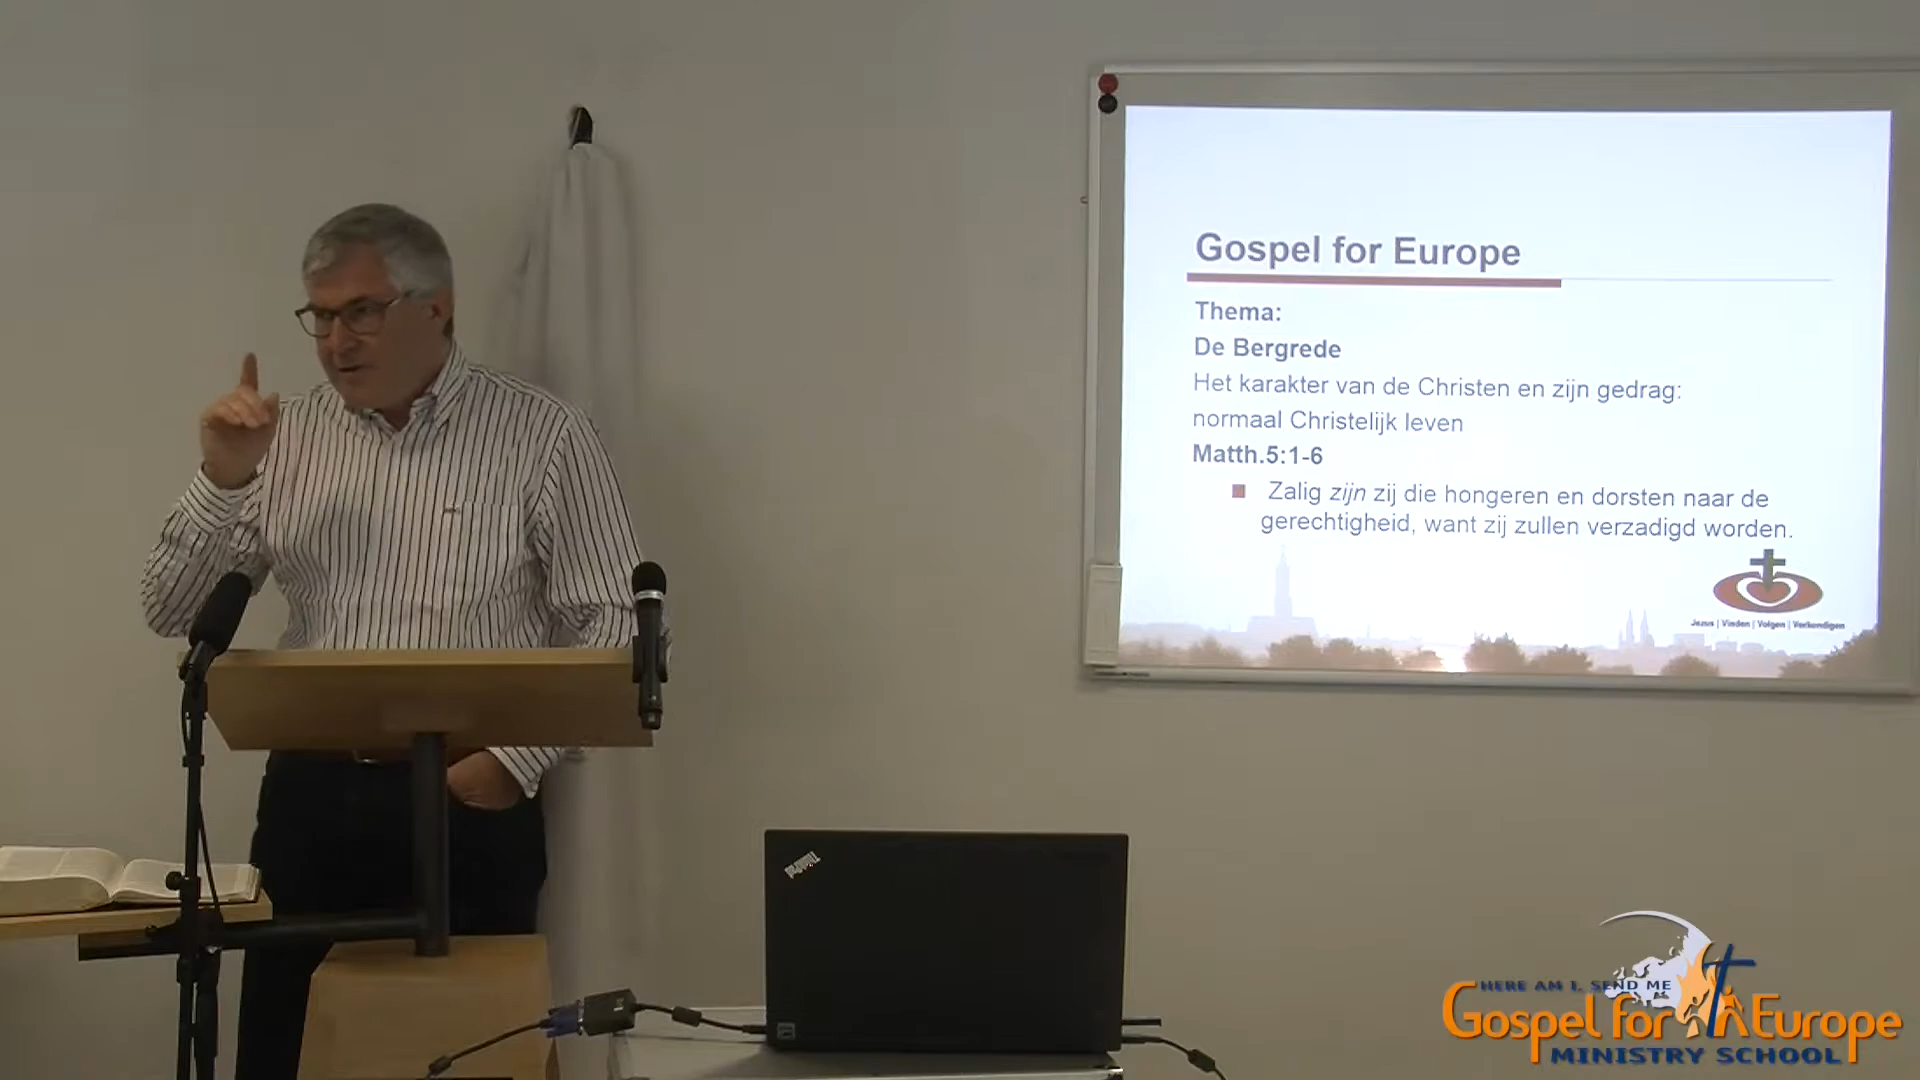 Gospel for Europe
Thema:
De Bergrede
Het karakter van de Christen en zijn gedrag:
normaal Christelijk leven
Matth.5:1-6
Zalig zijn zij die hongeren en dorsten naar de
gerechtigheid, want zij zullen verzadigd worden.
Jezus | Vinden | Volgen | Verkondigen
ThinkPad
HERE AM I, SEND ME
Gospel for Europe
MINISTRY SCHOOL